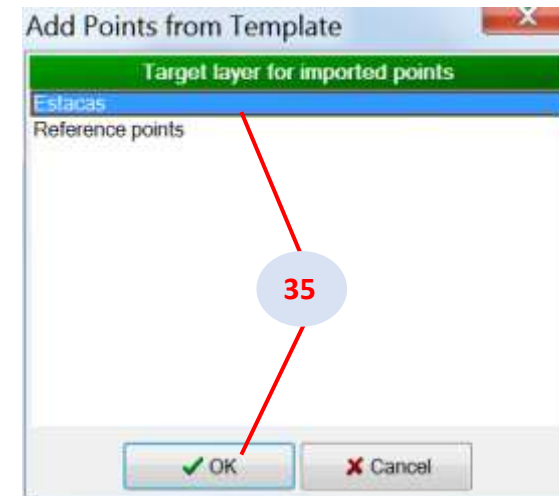 Add Points from Template
Target layer for imported points
Estacas
Reference points
35
OK
Cancel